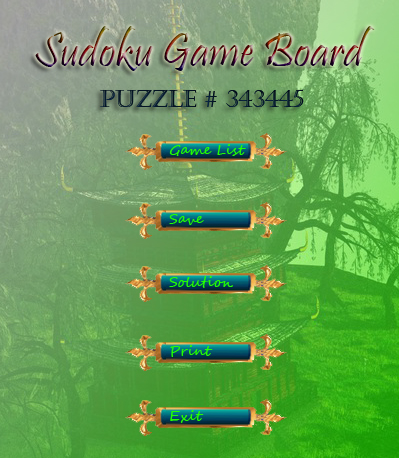 Sudoku Game Board
PUZZLE # 343445
Game List
Save
Solution
Print
Exit